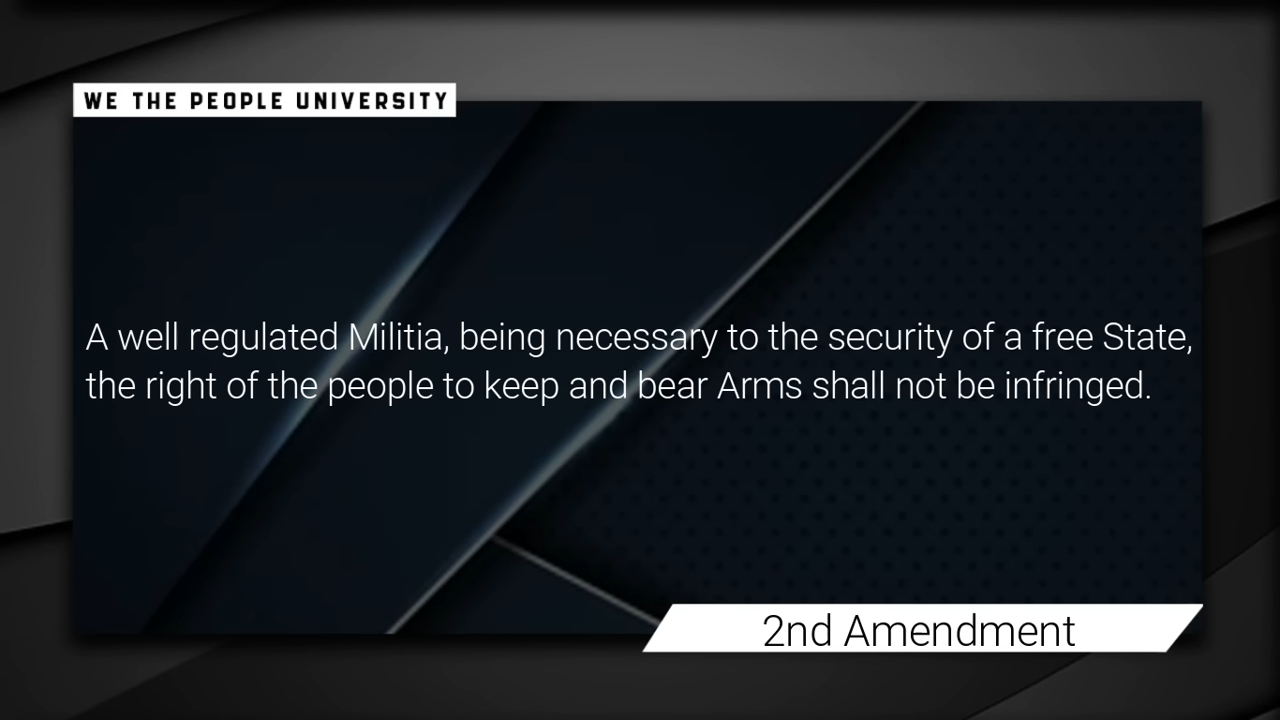 WE THE PEOPLE UNIVERSITY
A well regulated Militia, being necessary to the security of a free State,
the right of the people to keep and bear Arms shall not be infringed.
2nd Amendment